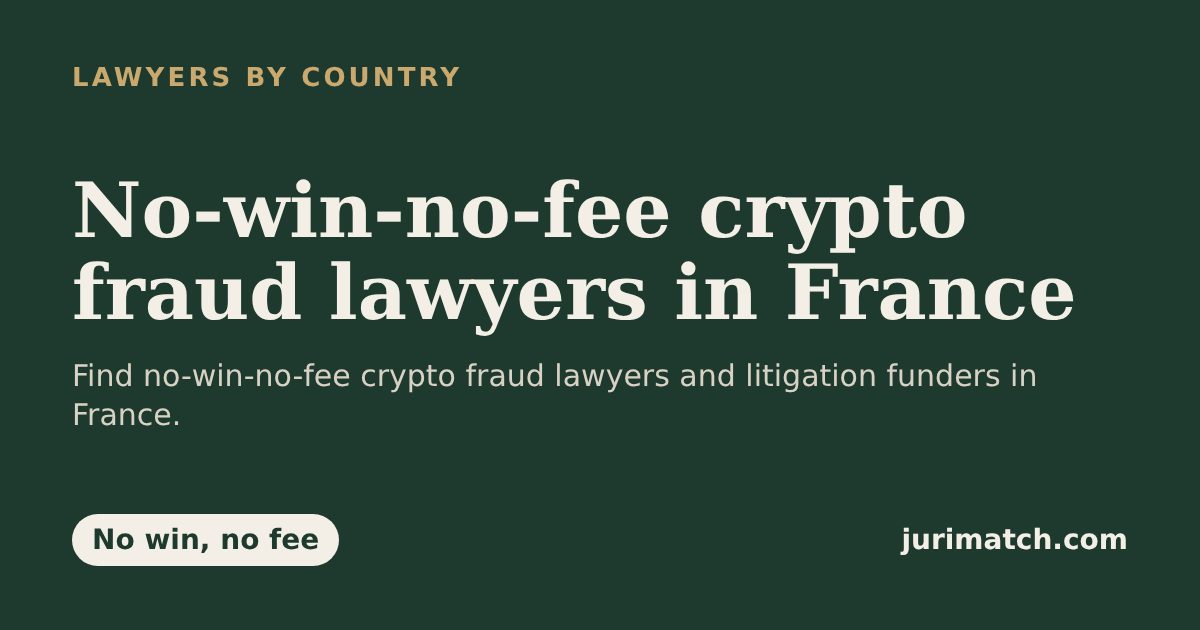 LAWYERS BY COUNTRY
No-win-no-fee crypto
fraud lawyers in France
Find no-win-no-fee crypto fraud lawyers and litigation funders in
France.
No win, no fee
jurimatch.com